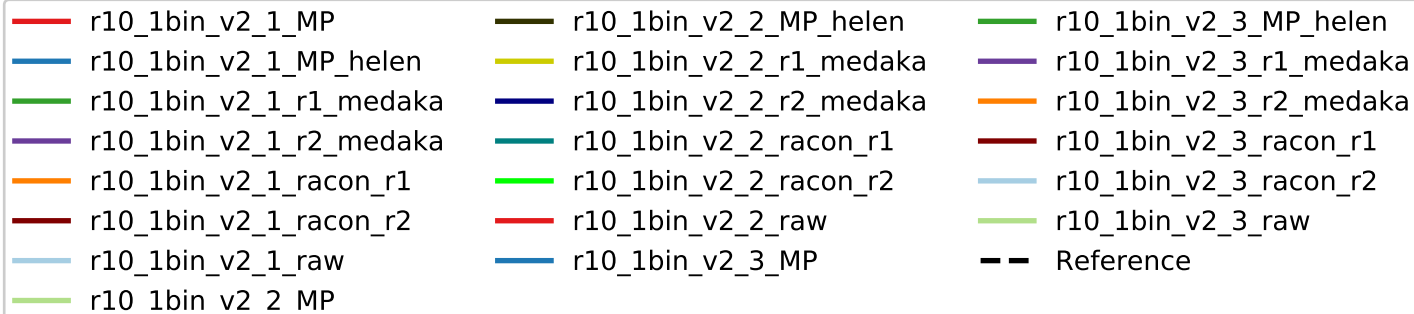 r10_1bin_v2_1_MP
r10_1bin_v2_1_MP_helen
r10_1bin_v2_1_r1_medaka
r10_1bin_v2_1_r2_medaka
r10_1bin_v2_1_racon_r1
r10_1bin_v2_1_racon_r2
r10_1bin_v2_1_raw
r10_1bin_v2_2_MP
r10_1bin_v2_2_MP_helen
r10_1bin_v2_2_r1_medaka
r10_1bin_v2_2_r2_medaka
r10_1bin_v2_2_racon_r1
r10_1bin_v2_2_racon_r2
r10_1bin_v2_2_raw
r10_1bin_v2_3_MP
r10_1bin_v2_3_MP_helen
r10_1bin_v2_3_r1_medaka
r10_1bin_v2_3_r2_medaka
r10_1bin_v2_3_racon_r1
r10_1bin_v2_3_racon_r2
r10_1bin_v2_3_raw
Reference